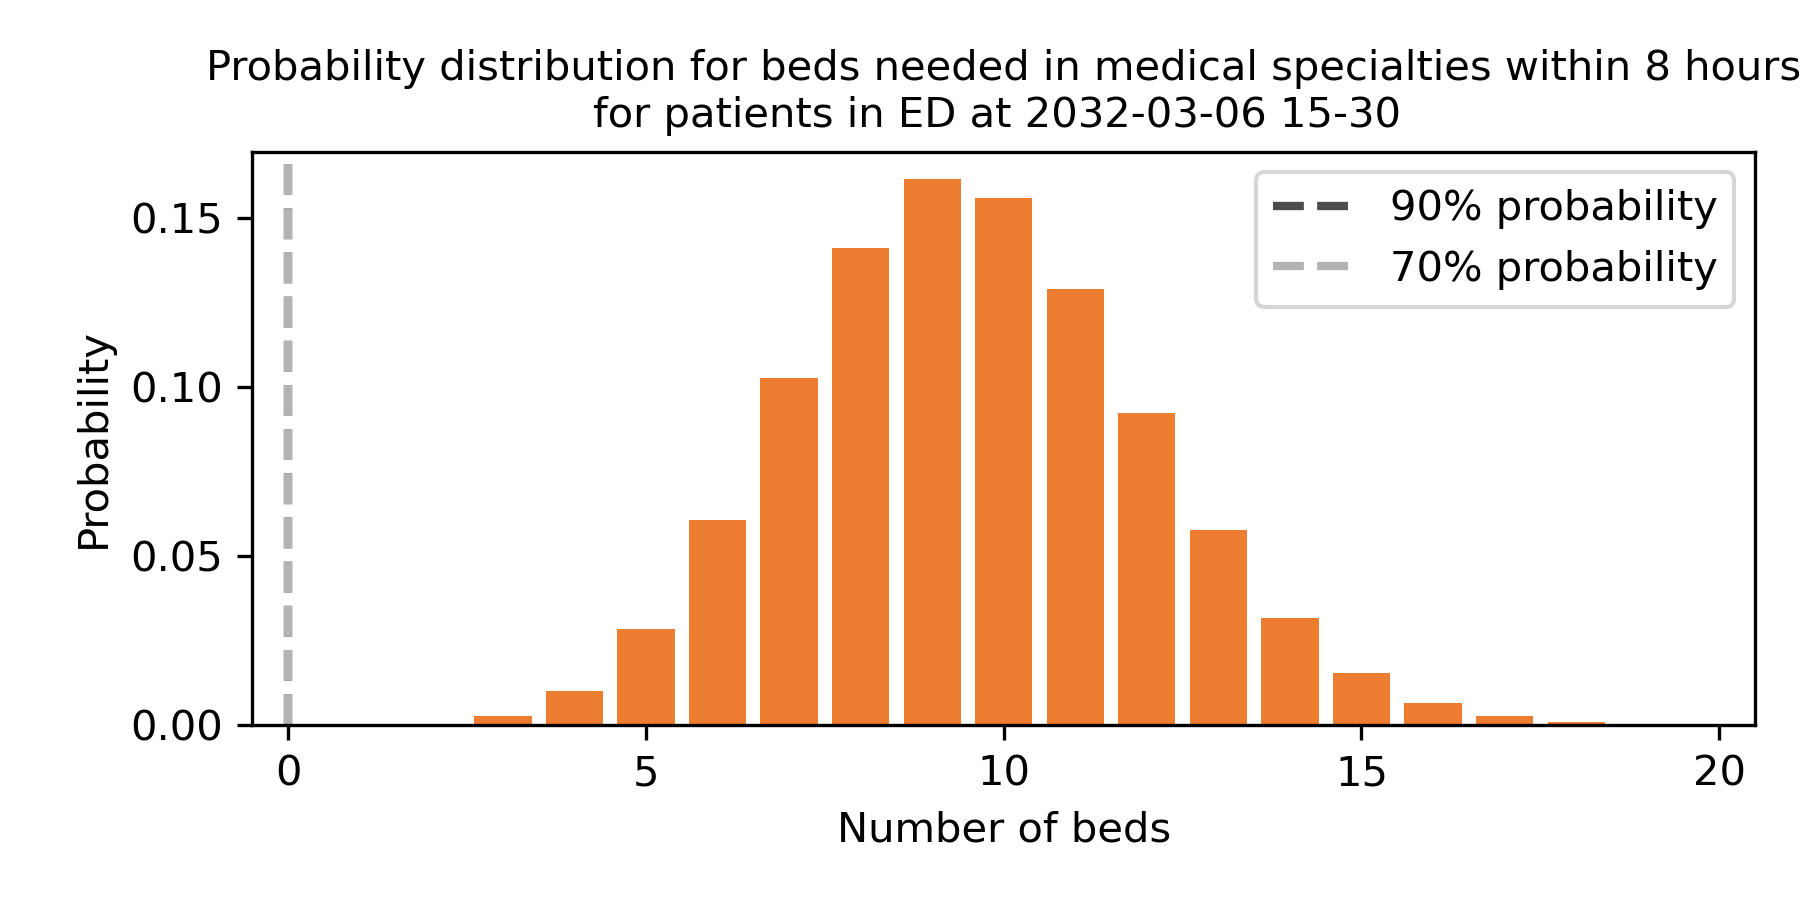 Probability distribution for beds needed in medical specialties within 8 hours
for patients in ED at 2032-03-06 15-30
90% probability
70% probability
Probability
0.15
0.10
0.05
0.00
0
5
10
15
20
Number of beds